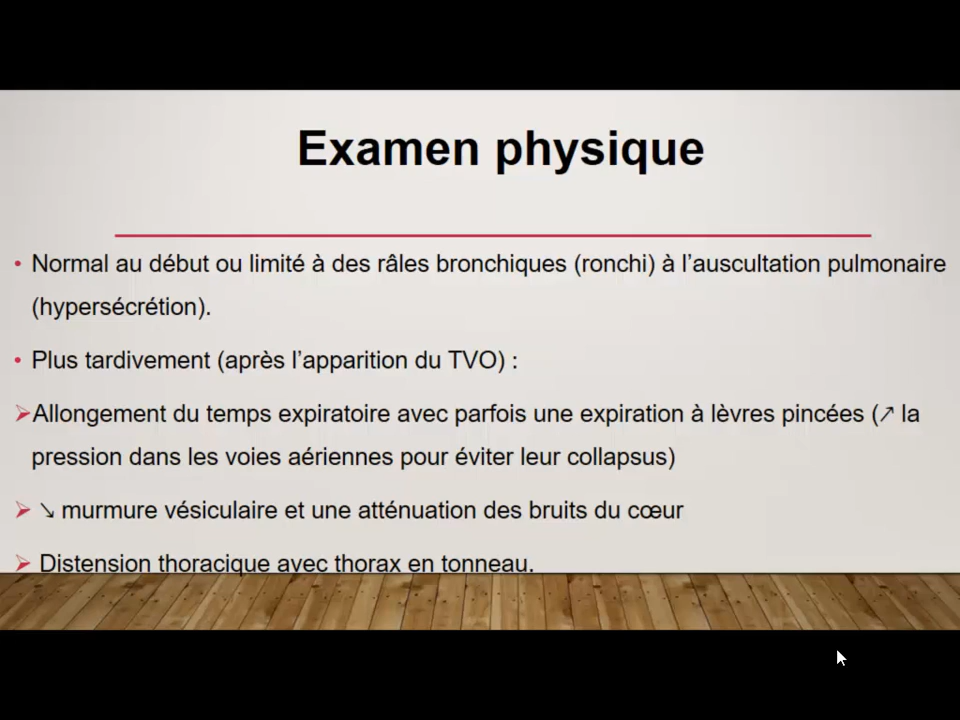 Examen physique
• Normal au début ou limité à des râles bronchiques (ronchi) à l’auscultation pulmonaire
(hypersécrétion).
• Plus tardivement (après l’apparition du TVO) :
➢Allongement du temps expiratoire avec parfois une expiration à lèvres pincées (↗ la
pression dans les voies aériennes pour éviter leur collapsus)
➢ ↘ murmure vésiculaire et une atténuation des bruits du cœur
➢ Distension thoracique avec thorax en tonneau.